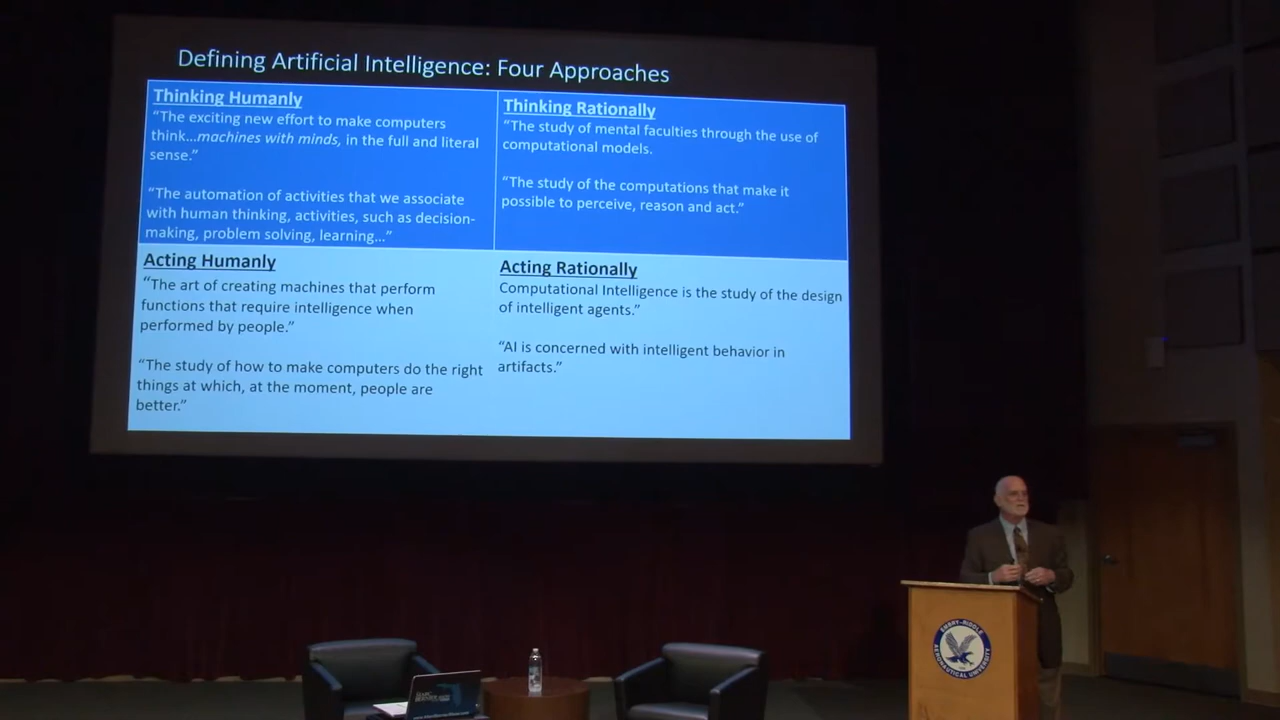 Defining Artificial Intelligence: Four Approaches
Thinking Humanly
“The exciting new effort to make computers
think...machines with minds, in the full and literal
sense.”
“The automation of activities that we associate
with human thinking, activities, such as decision-
making, problem solving, learning...”
Thinking Rationally
“The study of mental faculties through the use of
computational models.
“The study of the computations that make it
possible to perceive, reason and act.”
Acting Humanly
“The art of creating machines that perform
functions that require intelligence when
performed by people.”
“The study of how to make computers do the right
things at which, at the moment, people are
better.”
Acting Rationally
Computational Intelligence is the study of the design
of intelligent agents.”
“AI is concerned with intelligent behavior in
artifacts.”
EMBRY-RIDDLE
AERONAUTICAL UNIVERSITY